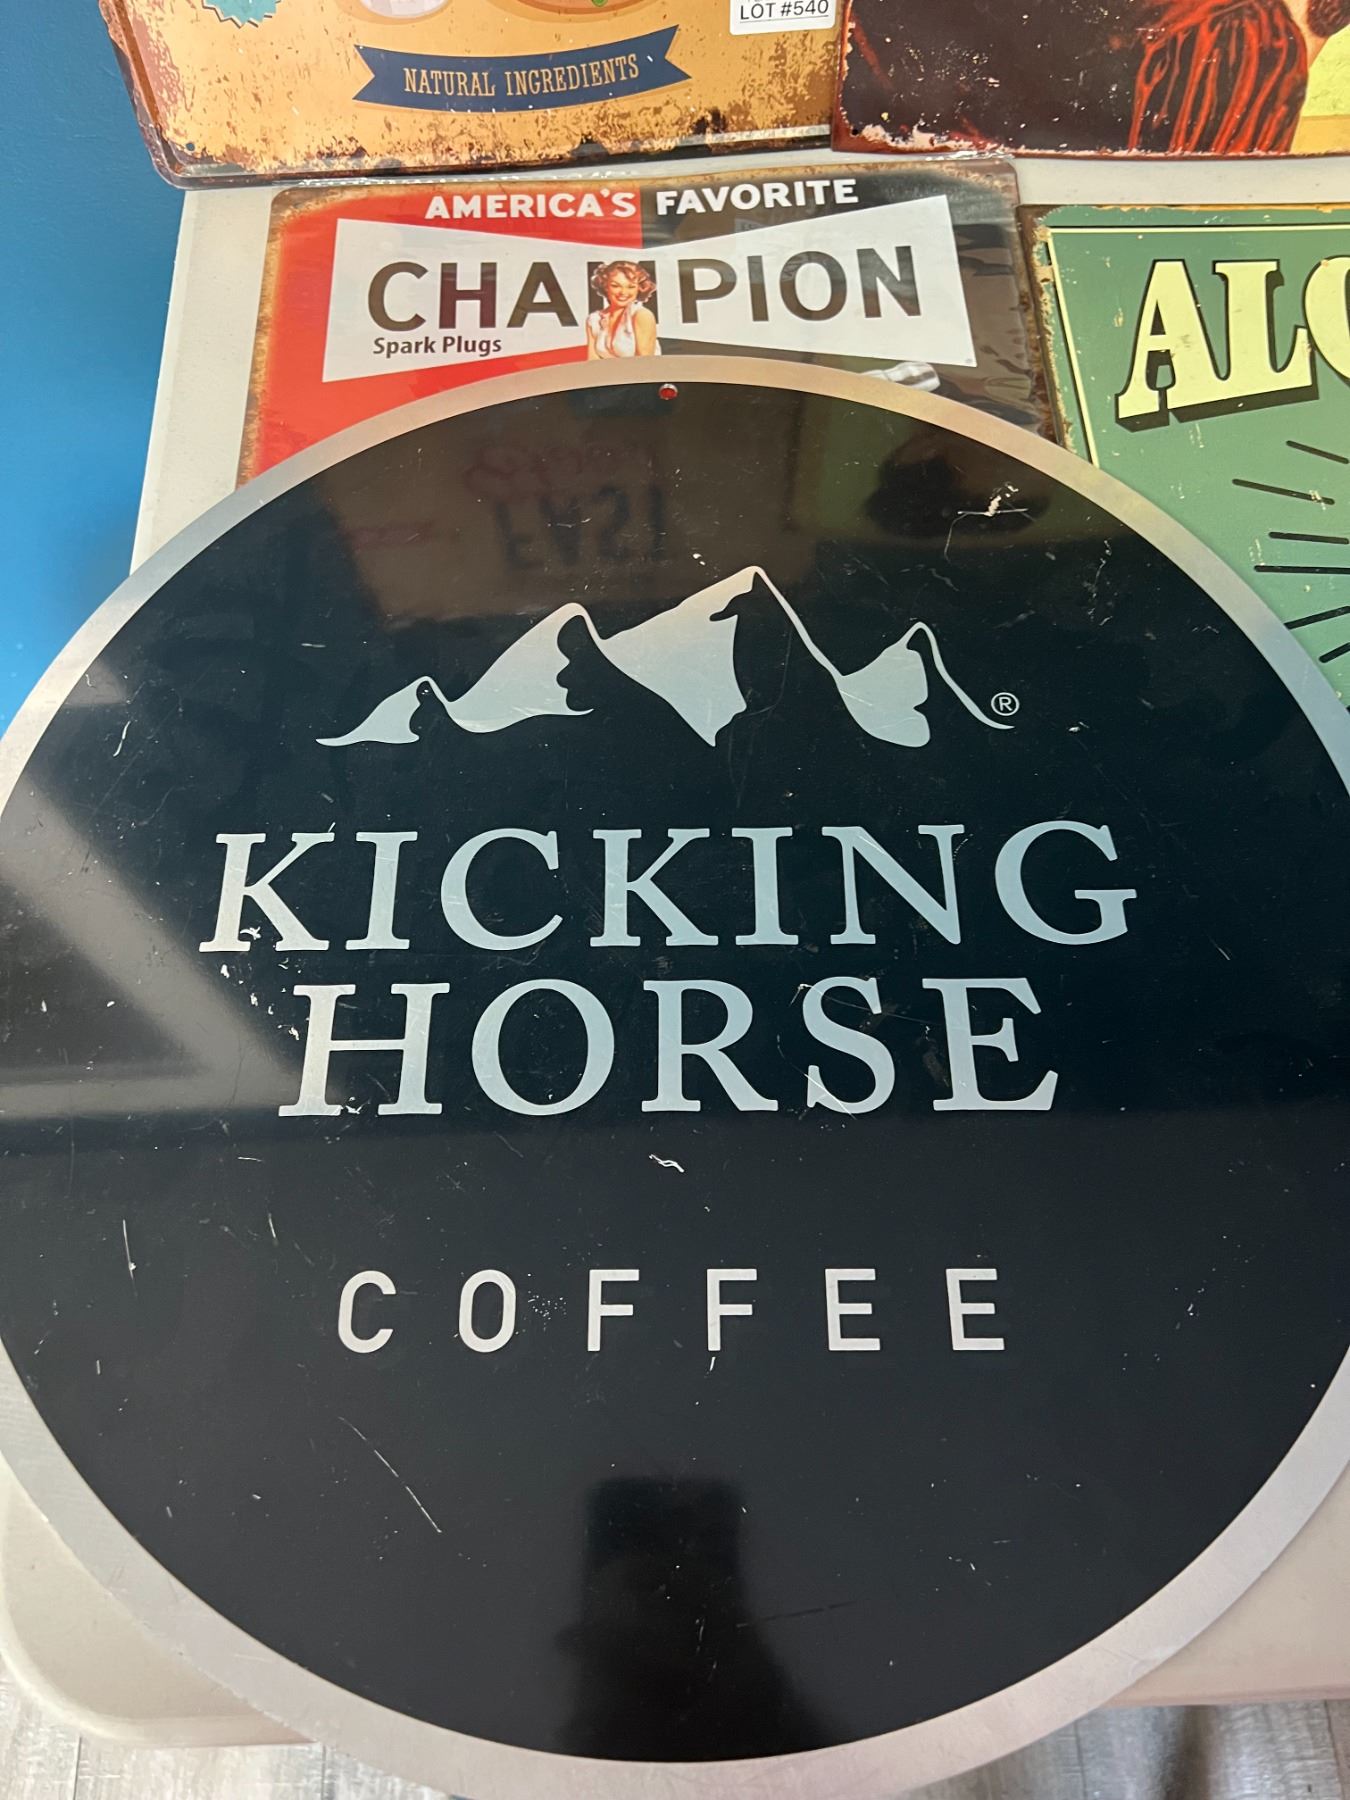 LOT #540
NATURAL INGREDIENTS
AMERICA'S FAVORITE
CHAMPION
Spark Plugs
®
KICKING
HORSE
COFFEE
FAST